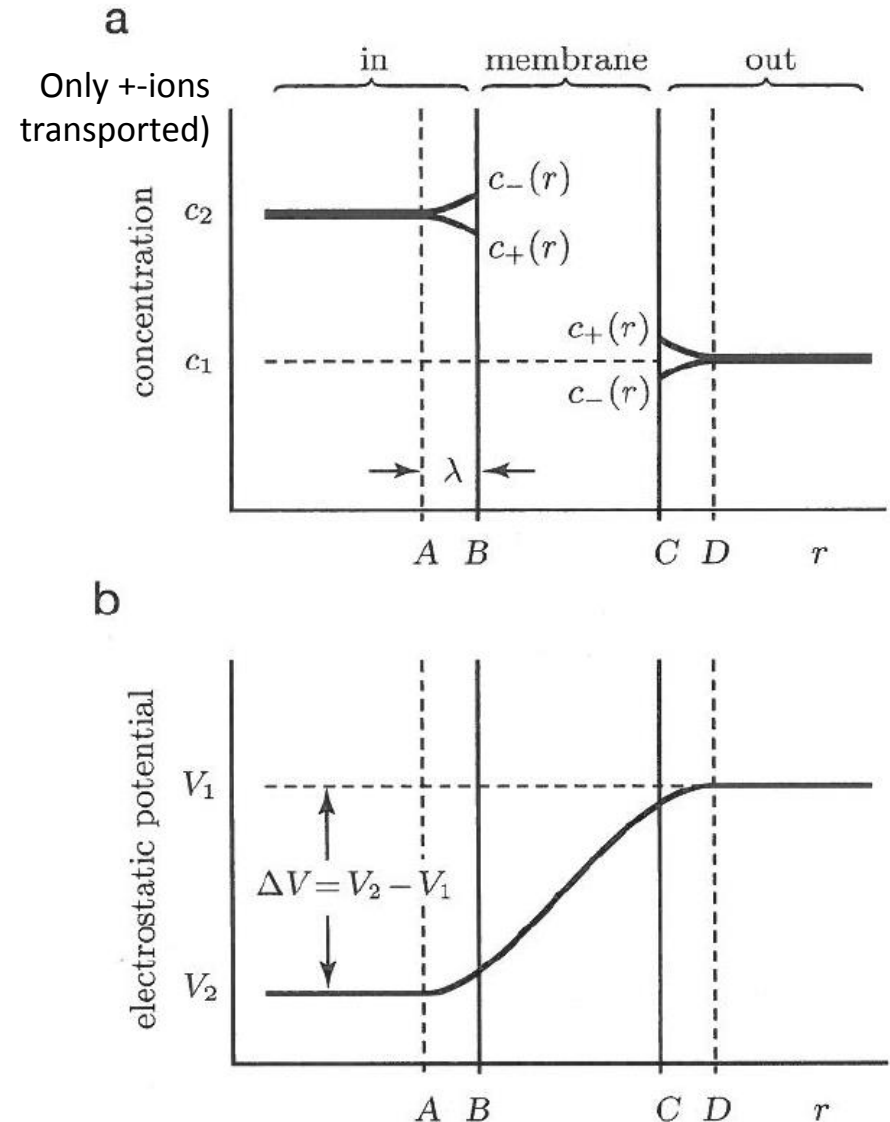 a
in membrane out
Only +-ions
transported)
concentration
c₂
c₋(r)
c₊(r)
c₊(r)
c₁
c₋(r)
λ
A B C D r
b
electrostatic potential
V₁
ΔV = V₂ − V₁
V₂
A B C D r